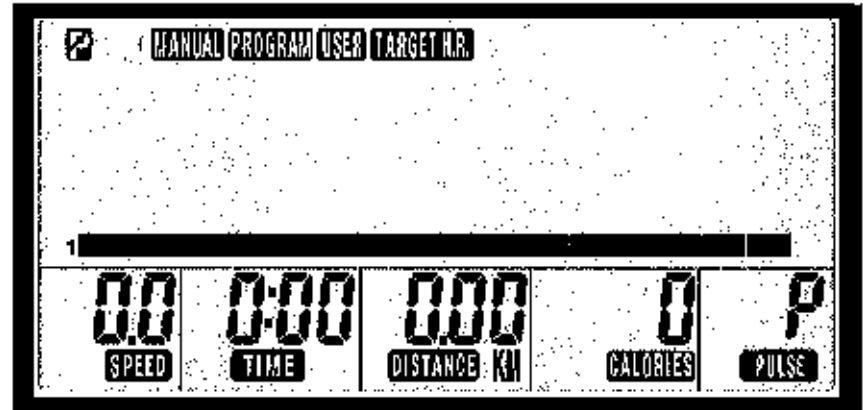 P MANUAL PROGRAM USER TARGET H.R.
1
0.0 0:00 0.00 0 P
SPEED TIME DISTANCE KM CALORIES PULSE